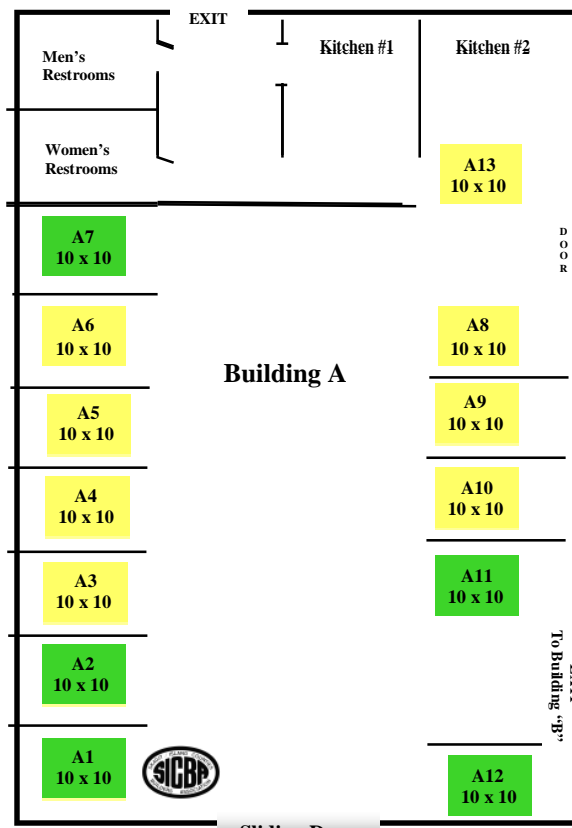 EXIT
Men's
Restrooms
Kitchen #1
Kitchen #2
Women's
Restrooms
A13
10 x 10
A7
10 x 10
DOOR
A6
10 x 10
A8
10 x 10
Building A
A5
10 x 10
A9
10 x 10
A4
10 x 10
A10
10 x 10
A3
10 x 10
A11
10 x 10
A2
10 x 10
To Building "B"
A1
10 x 10
SICBA
A12
10 x 10